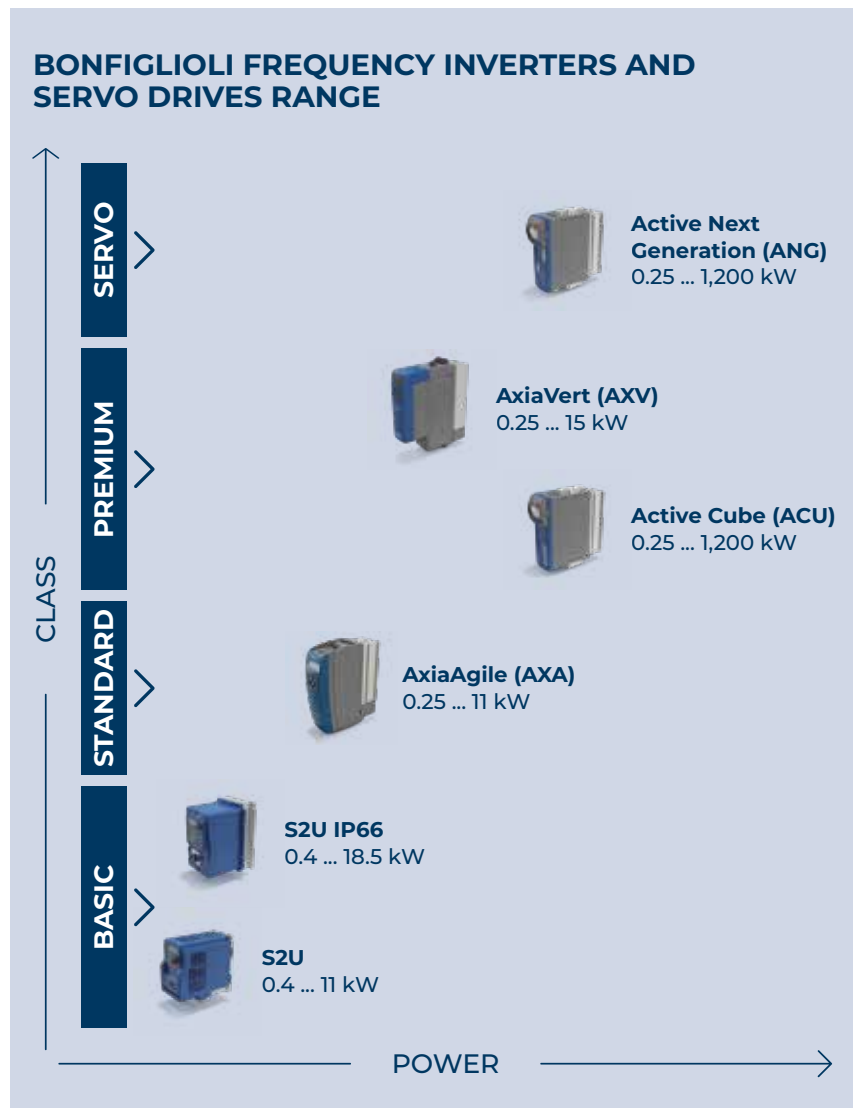 BONFIGLIOLI FREQUENCY INVERTERS AND
SERVO DRIVES RANGE
SERVO
Active Next
Generation (ANG)
0.25 ... 1,200 kW
PREMIUM
AxiaVert (AXV)
0.25 ... 15 kW
Active Cube (ACU)
0.25 ... 1,200 kW
CLASS
STANDARD
AxiaAgile (AXA)
0.25 ... 11 kW
BASIC
S2U IP66
0.4 ... 18.5 kW
S2U
0.4 ... 11 kW
POWER